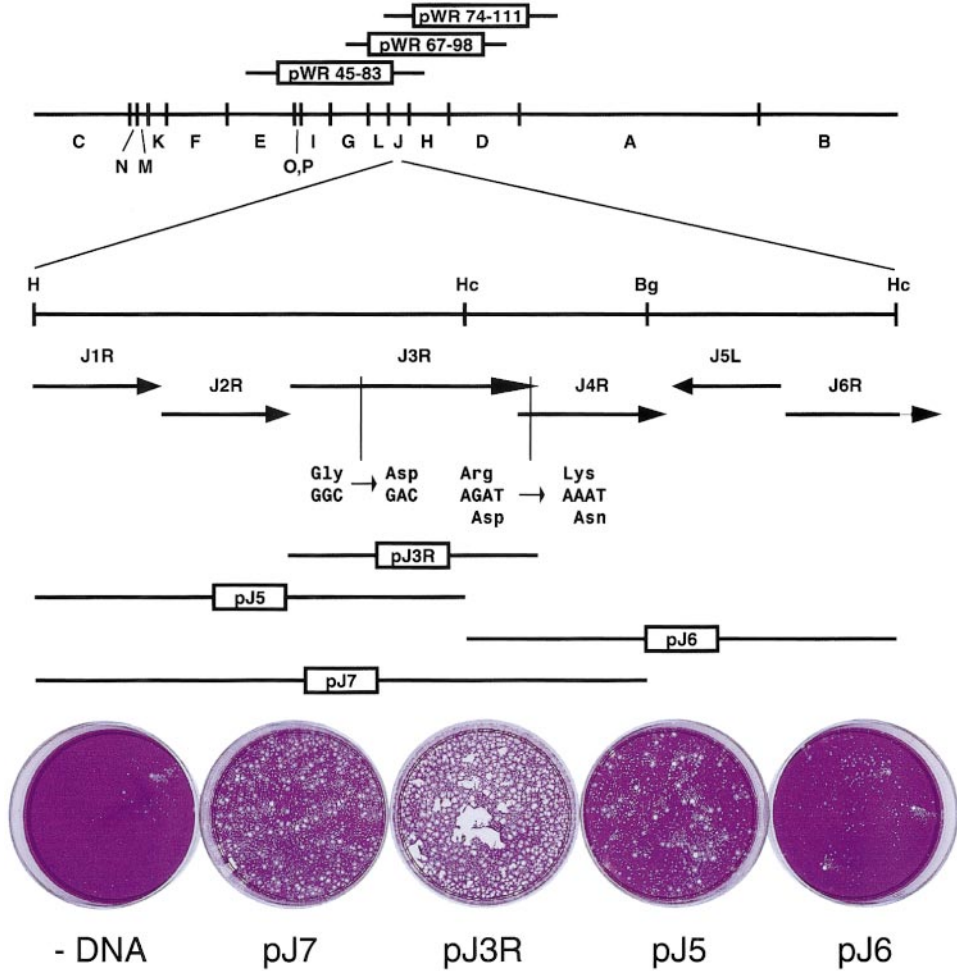 pWR 74-111
pWR 67-98
pWR 45-83
C K F E I G L J H D A B
N M O,P
H Hc Bg Hc
J1R J3R J5L
J2R J4R J6R
Gly Asp Arg Lys
GGC GAC AGAT AAAT
Asp Asn
pJ3R
pJ5
pJ6
pJ7
- DNA pJ7 pJ3R pJ5 pJ6